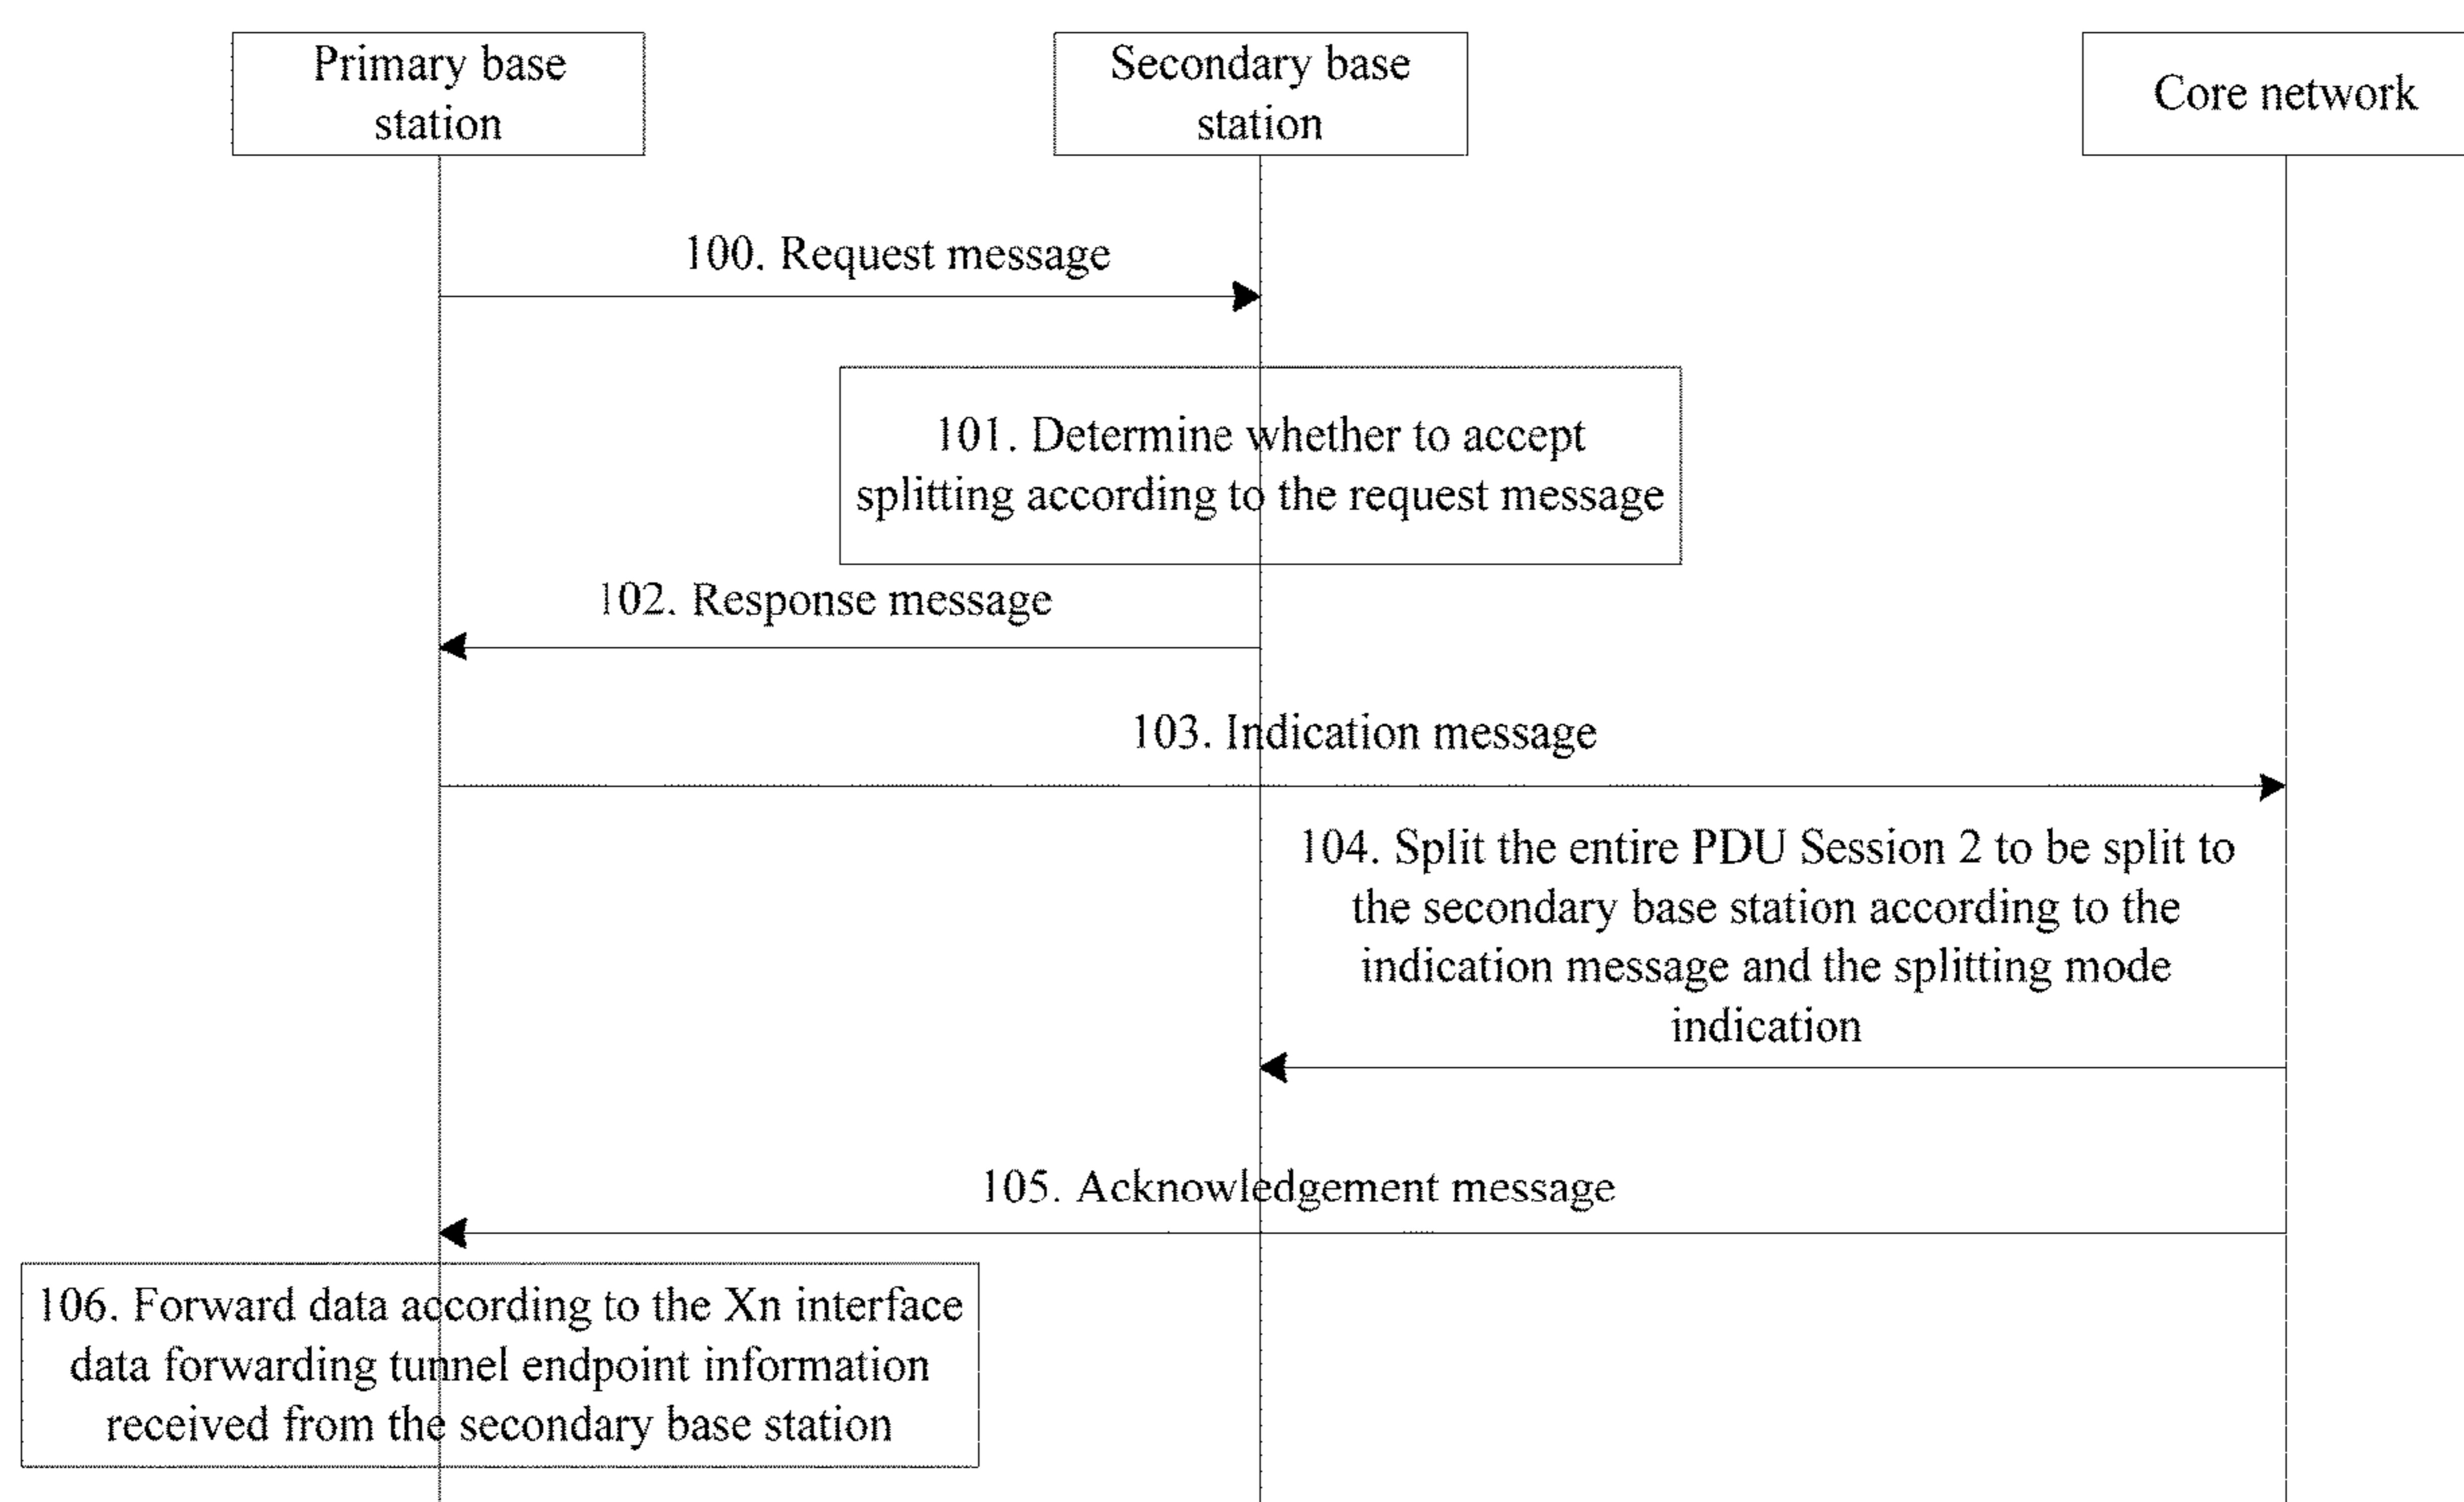 Primary base
station
Secondary base
station
Core network
100. Request message
101. Determine whether to accept
splitting according to the request message
102. Response message
103. Indication message
104. Split the entire PDU Session 2 to be split to
the secondary base station according to the
indication message and the splitting mode
indication
105. Acknowledgement message
106. Forward data according to the Xn interface
data forwarding tunnel endpoint information
received from the secondary base station